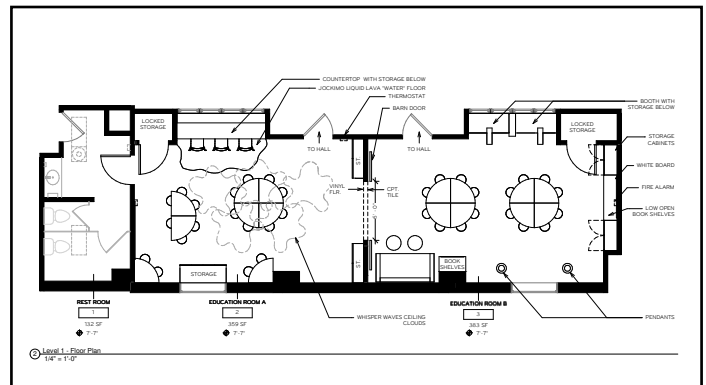 COUNTERTOP WITH STORAGE BELOW
JOCKIMO LIQUID LAVA "WATER" FLOOR
THERMOSTAT
BARN DOOR
BOOTH WITH
STORAGE BELOW
LOCKED
STORAGE
LOCKED
STORAGE
STORAGE
CABINETS
TO HALL
TO HALL
ST.
WHITE BOARD
VINYL
FLR.
CPT.
TILE
FIRE ALARM
LOW OPEN
BOOK SHELVES
ST.
STORAGE
BOOK
SHELVES
REST ROOM
1
132 SF
7'-7"
EDUCATION ROOM A
2
359 SF
7'-7"
WHISPER WAVES CEILING
CLOUDS
EDUCATION ROOM B
3
383 SF
7'-7"
PENDANTS
2
Level 1 - Floor Plan
1/4" = 1'-0"